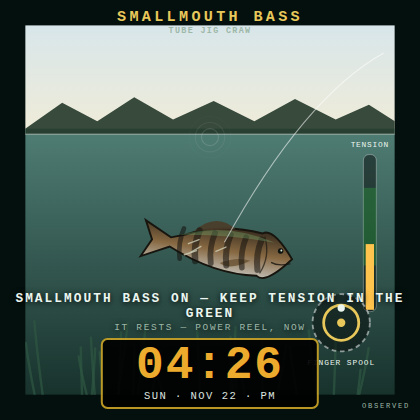 SMALLMOUTH BASS
TUBE JIG CRAW
TENSION
SMALLMOUTH BASS ON — KEEP TENSION IN THE
GREEN
IT RESTS — POWER REEL, NOW
04:26
NGER SPOOL
SUN · NOV 22 · PM
OBSERVED